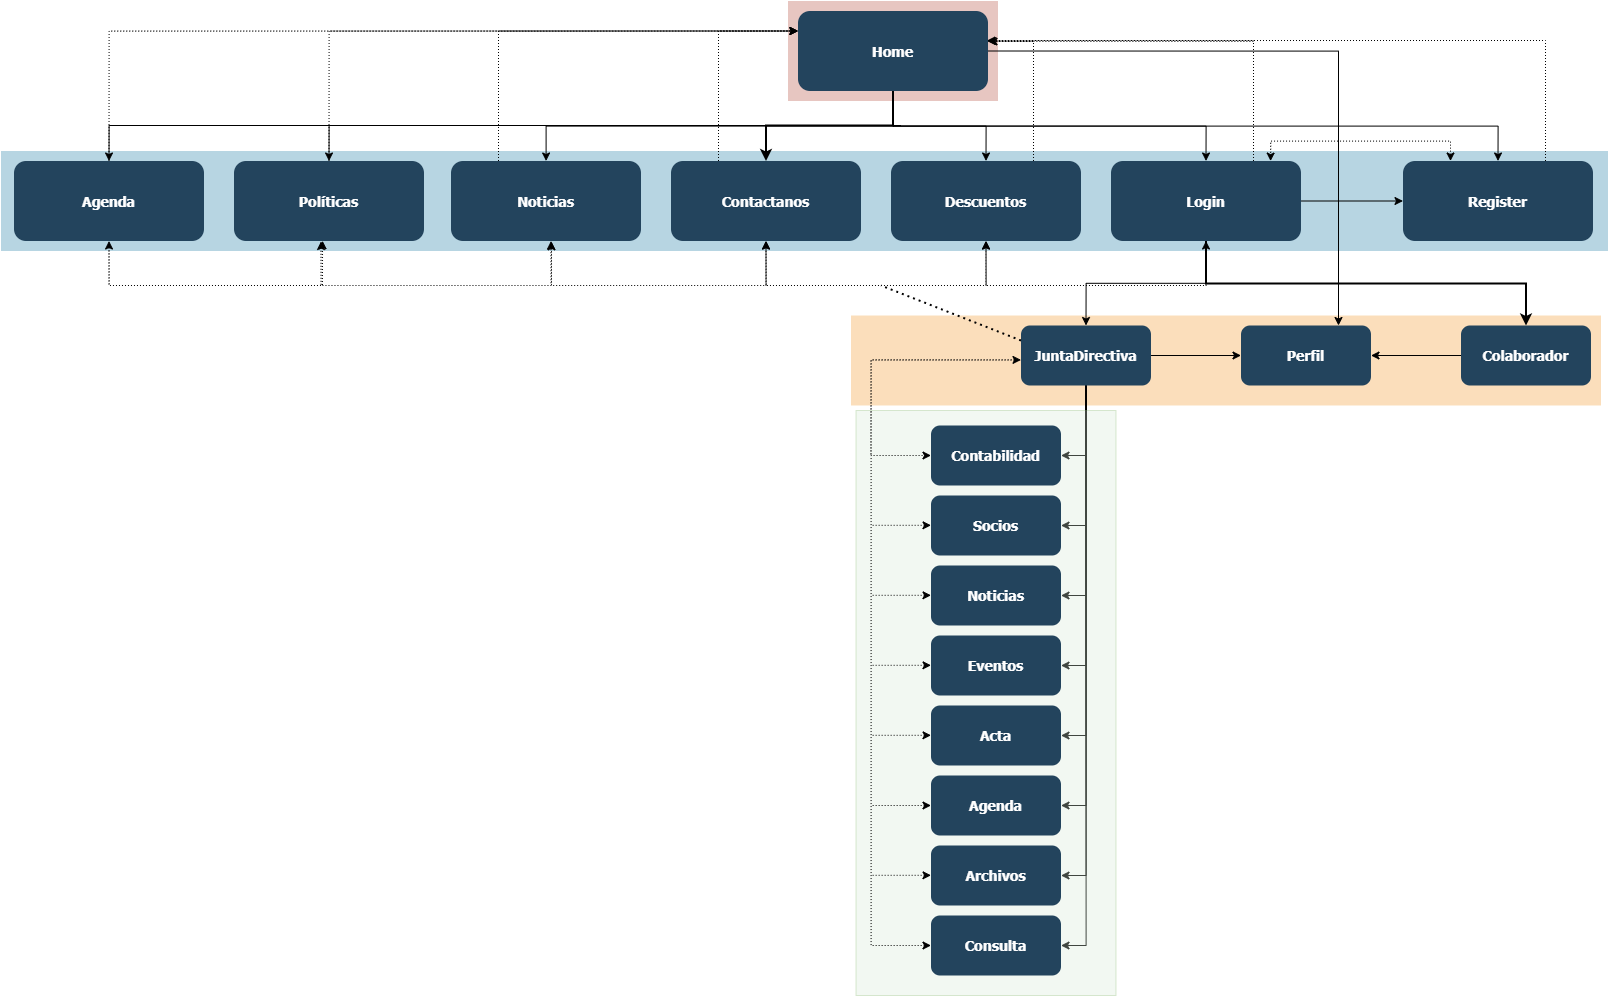 Home
Agenda
Políticas
Noticias
Contactanos
Descuentos
Login
Register
JuntaDirectiva
Perfil
Colaborador
Contabilidad
Socios
Noticias
Eventos
Acta
Agenda
Archivos
Consulta